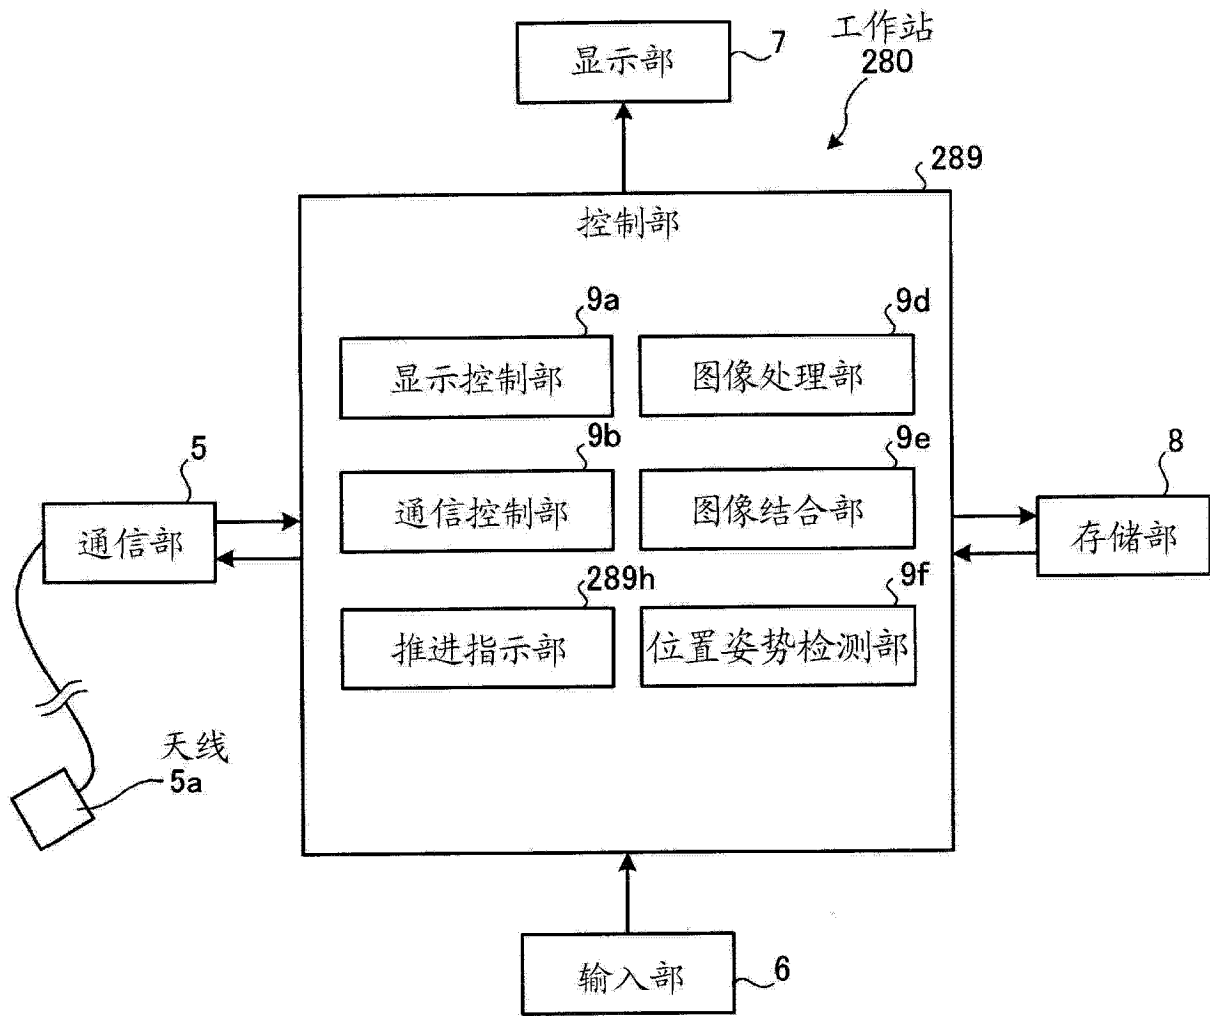 工作站
280
显示部
7
289
控制部
9a
9d
显示控制部
图像处理部
9b
9e
通信控制部
图像结合部
5
通信部
8
存储部
289h
9f
推进指示部
位置姿势检测部
天线
5a
输入部
6